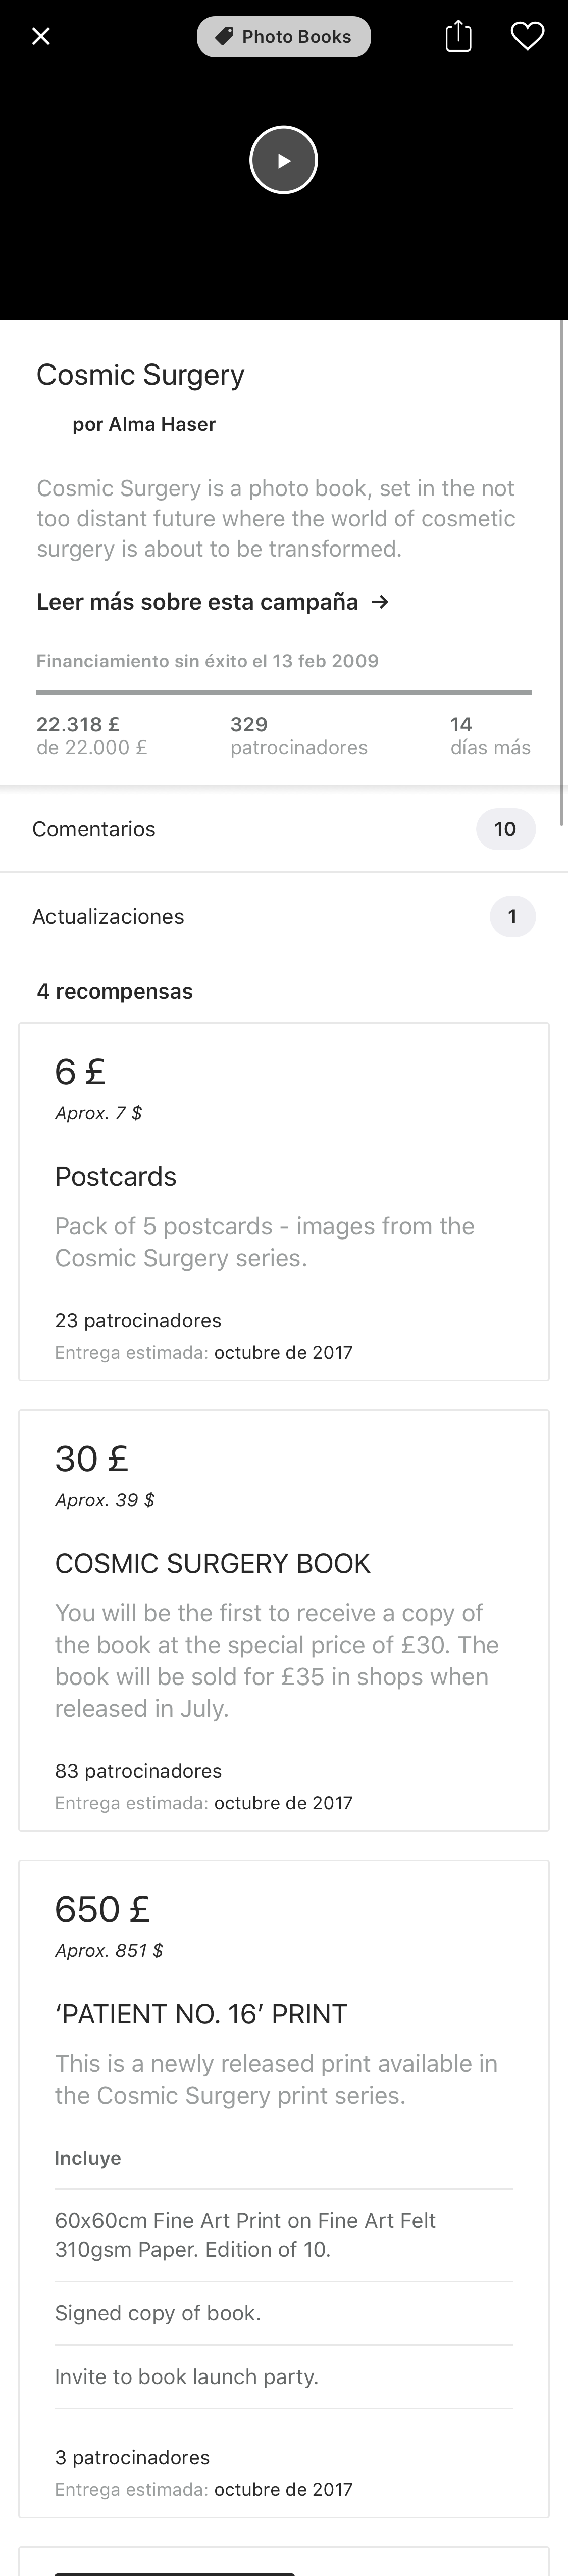 Photo Books
Cosmic Surgery
por Alma Haser
Cosmic Surgery is a photo book, set in the not
too distant future where the world of cosmetic
surgery is about to be transformed.
Leer más sobre esta campaña →
Financiamiento sin éxito el 13 feb 2009
22.318 £
de 22.000 £
329
patrocinadores
14
días más
Comentarios
10
Actualizaciones
1
4 recompensas
6 £
Aprox. 7 $
Postcards
Pack of 5 postcards - images from the
Cosmic Surgery series.
23 patrocinadores
Entrega estimada: octubre de 2017
30 £
Aprox. 39 $
COSMIC SURGERY BOOK
You will be the first to receive a copy of
the book at the special price of £30. The
book will be sold for £35 in shops when
released in July.
83 patrocinadores
Entrega estimada: octubre de 2017
650 £
Aprox. 851 $
‘PATIENT NO. 16’ PRINT
This is a newly released print available in
the Cosmic Surgery print series.
Incluye
60x60cm Fine Art Print on Fine Art Felt
310gsm Paper. Edition of 10.
Signed copy of book.
Invite to book launch party.
3 patrocinadores
Entrega estimada: octubre de 2017